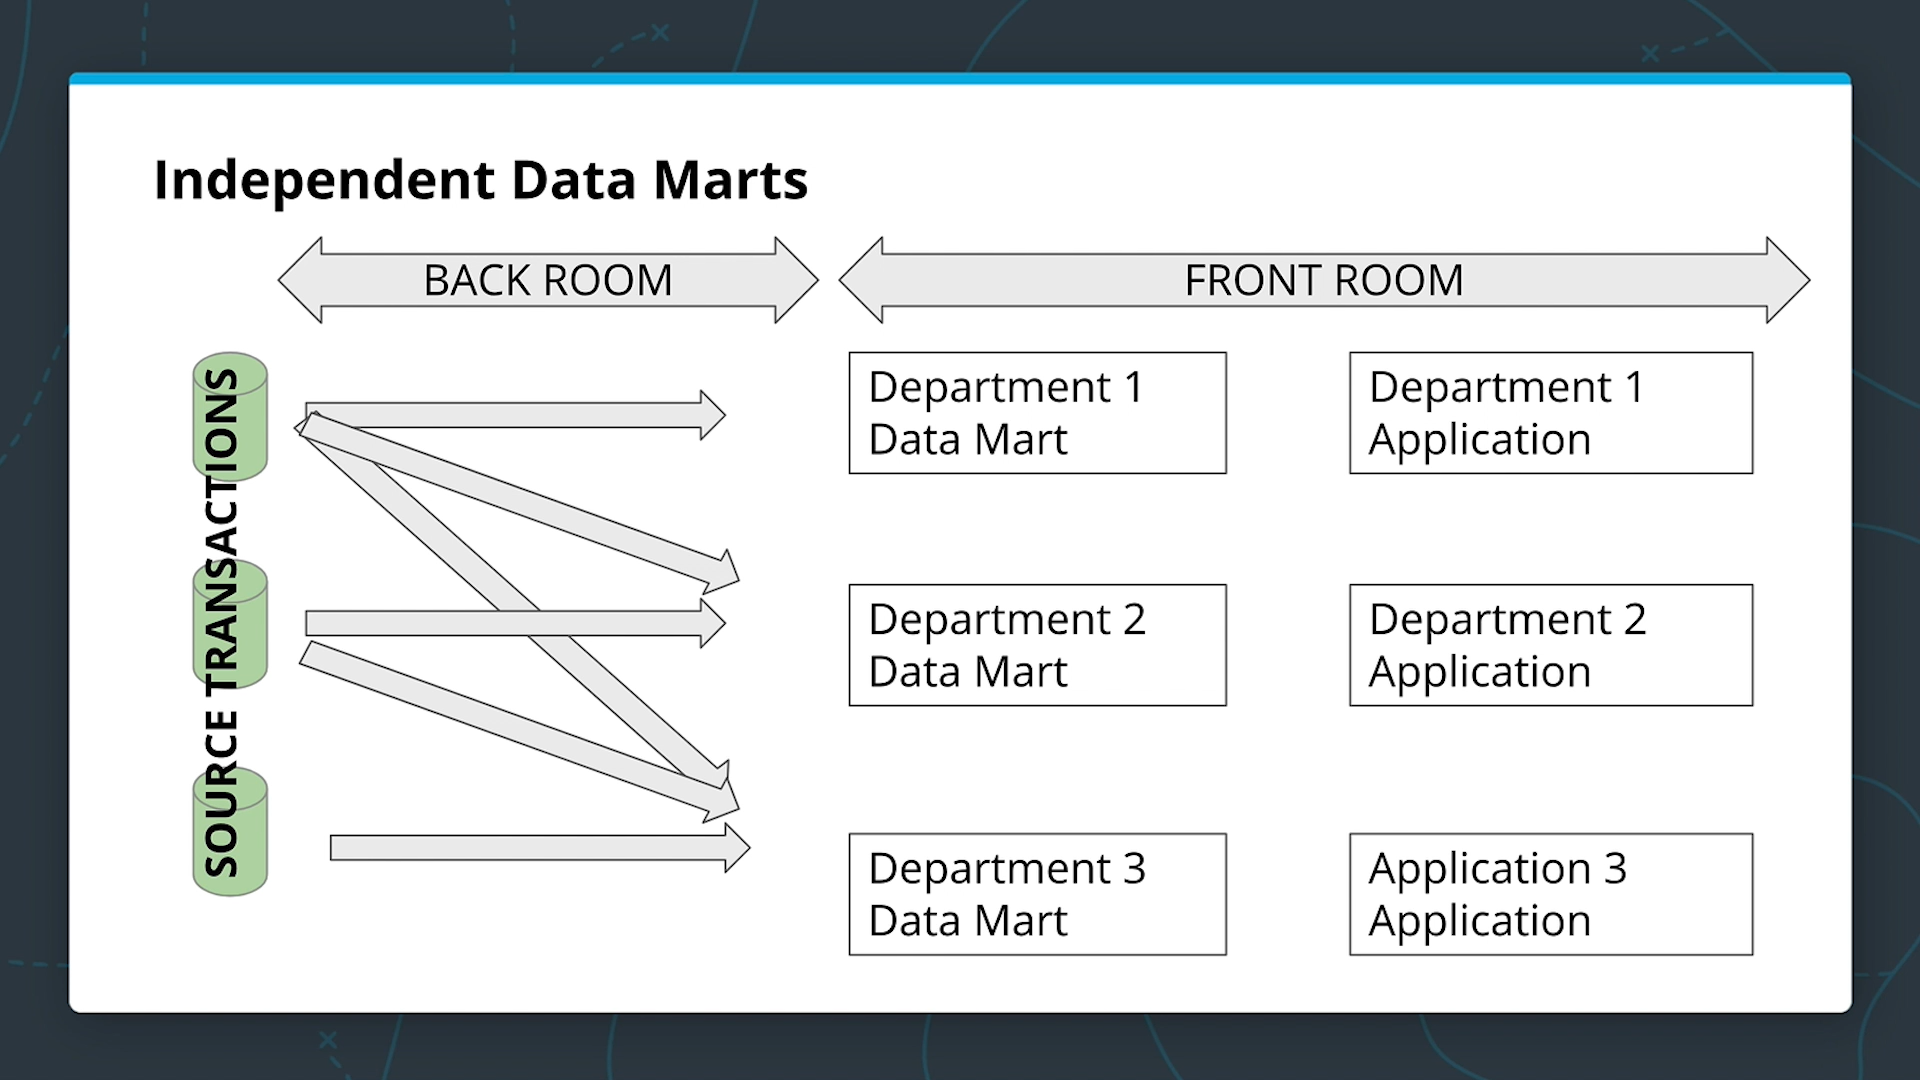 Independent Data Marts
BACK ROOM
FRONT ROOM
SOURCE TRANSACTIONS
Department 1
Data Mart
Department 1
Application
Department 2
Data Mart
Department 2
Application
Department 3
Data Mart
Application 3
Application